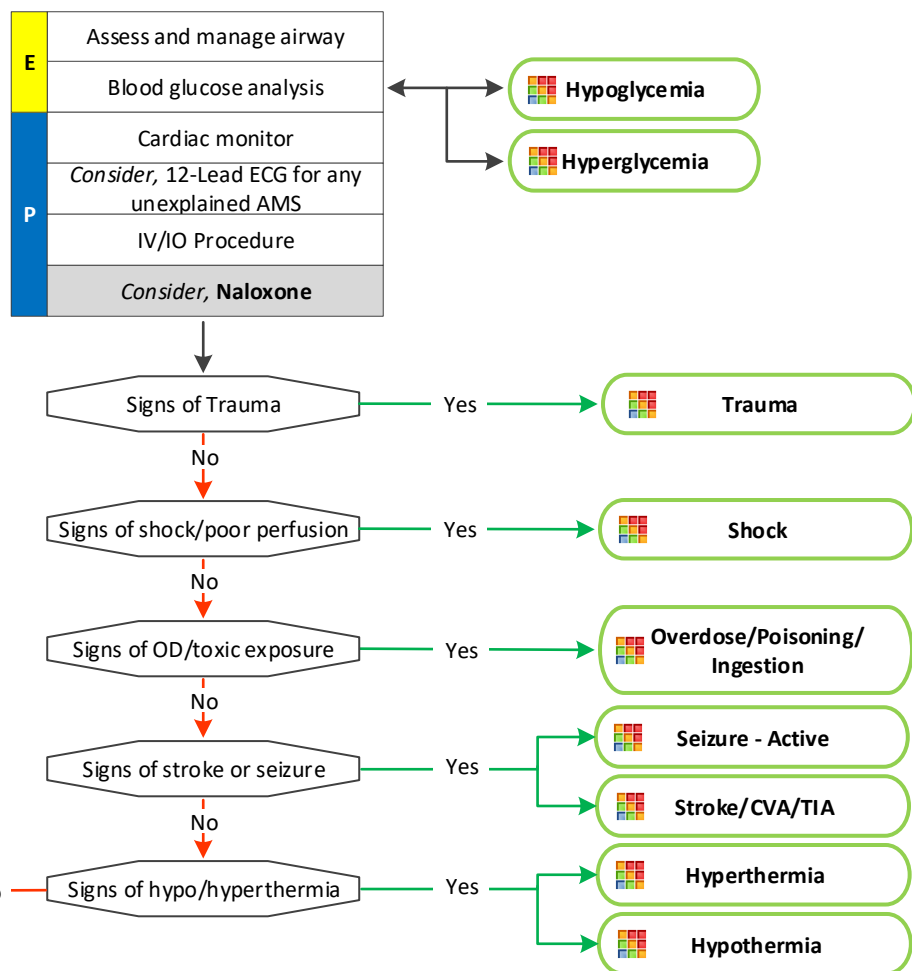 E
Assess and manage airway
Blood glucose analysis
Hypoglycemia
Hyperglycemia
P
Cardiac monitor
Consider, 12-Lead ECG for any
unexplained AMS
IV/IO Procedure
Consider, Naloxone
Signs of Trauma
Yes
Trauma
No
Signs of shock/poor perfusion
Yes
Shock
No
Signs of OD/toxic exposure
Yes
Overdose/Poisoning/
Ingestion
No
Signs of stroke or seizure
Yes
Seizure - Active
Stroke/CVA/TIA
No
Signs of hypo/hyperthermia
Yes
Hyperthermia
Hypothermia